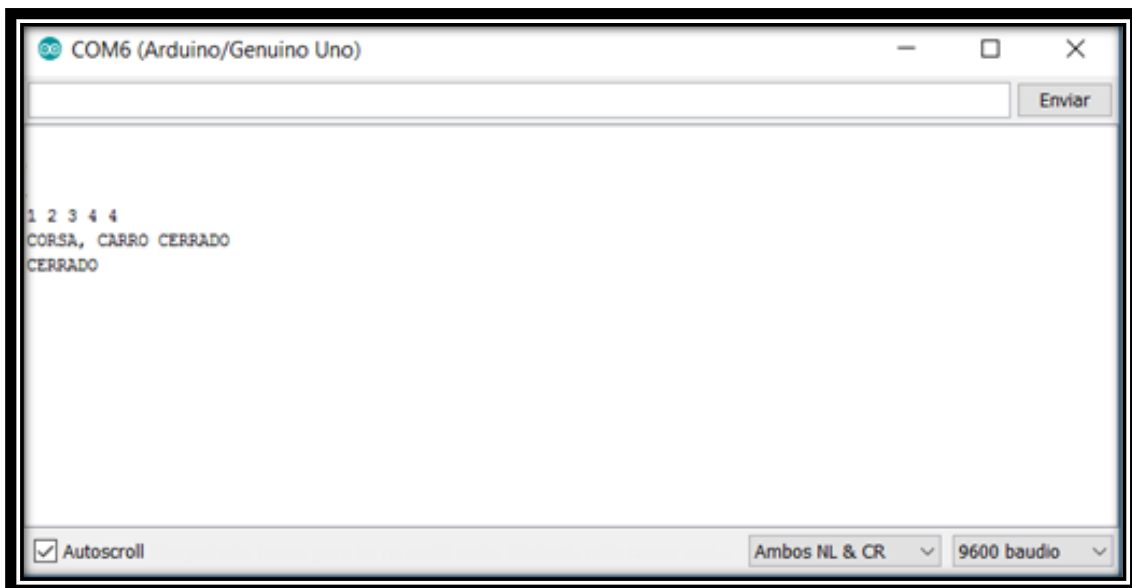 COM6 (Arduino/Genuino Uno)
Enviar
1 2 3 4 4
CORSA, CARRO CERRADO
CERRADO
Autoscroll
Ambos NL & CR
9600 baudio